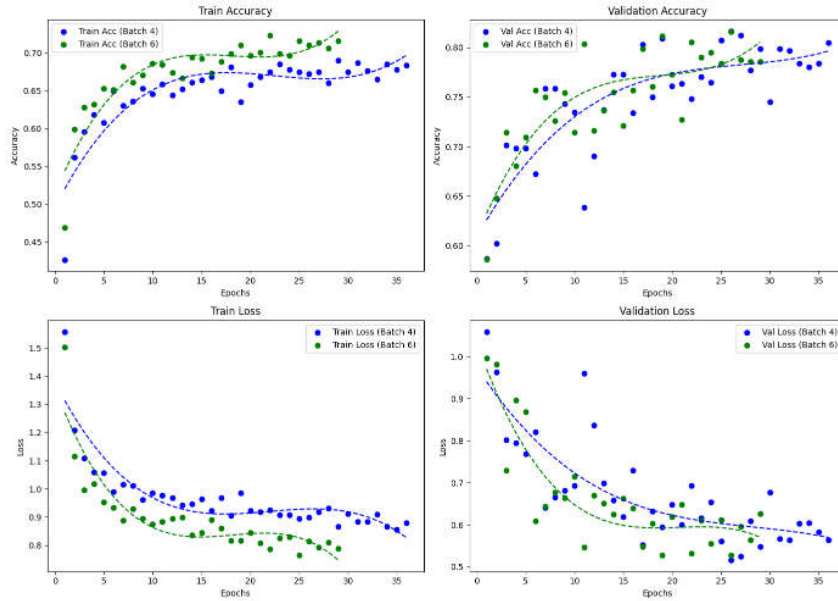 Train Accuracy
Train Acc (Batch 4)
Train Acc (Batch 6)
0.70
0.65
0.60
0.55
0.50
0.45
Accuracy
0
5
10
15
20
25
30
35
Epochs
Validation Accuracy
Val Acc (Batch 4)
Val Acc (Batch 6)
0.80
0.75
0.70
0.65
0.60
Accuracy
0
5
10
15
20
25
30
35
Epochs
Train Loss
Train Loss (Batch 4)
Train Loss (Batch 6)
1.5
1.4
1.3
1.2
1.1
1.0
0.9
0.8
Loss
0
5
10
15
20
25
30
35
Epochs
Validation Loss
Val Loss (Batch 4)
Val Loss (Batch 6)
1.0
0.9
0.8
0.7
0.6
0.5
Loss
0
5
10
15
20
25
30
35
Epochs